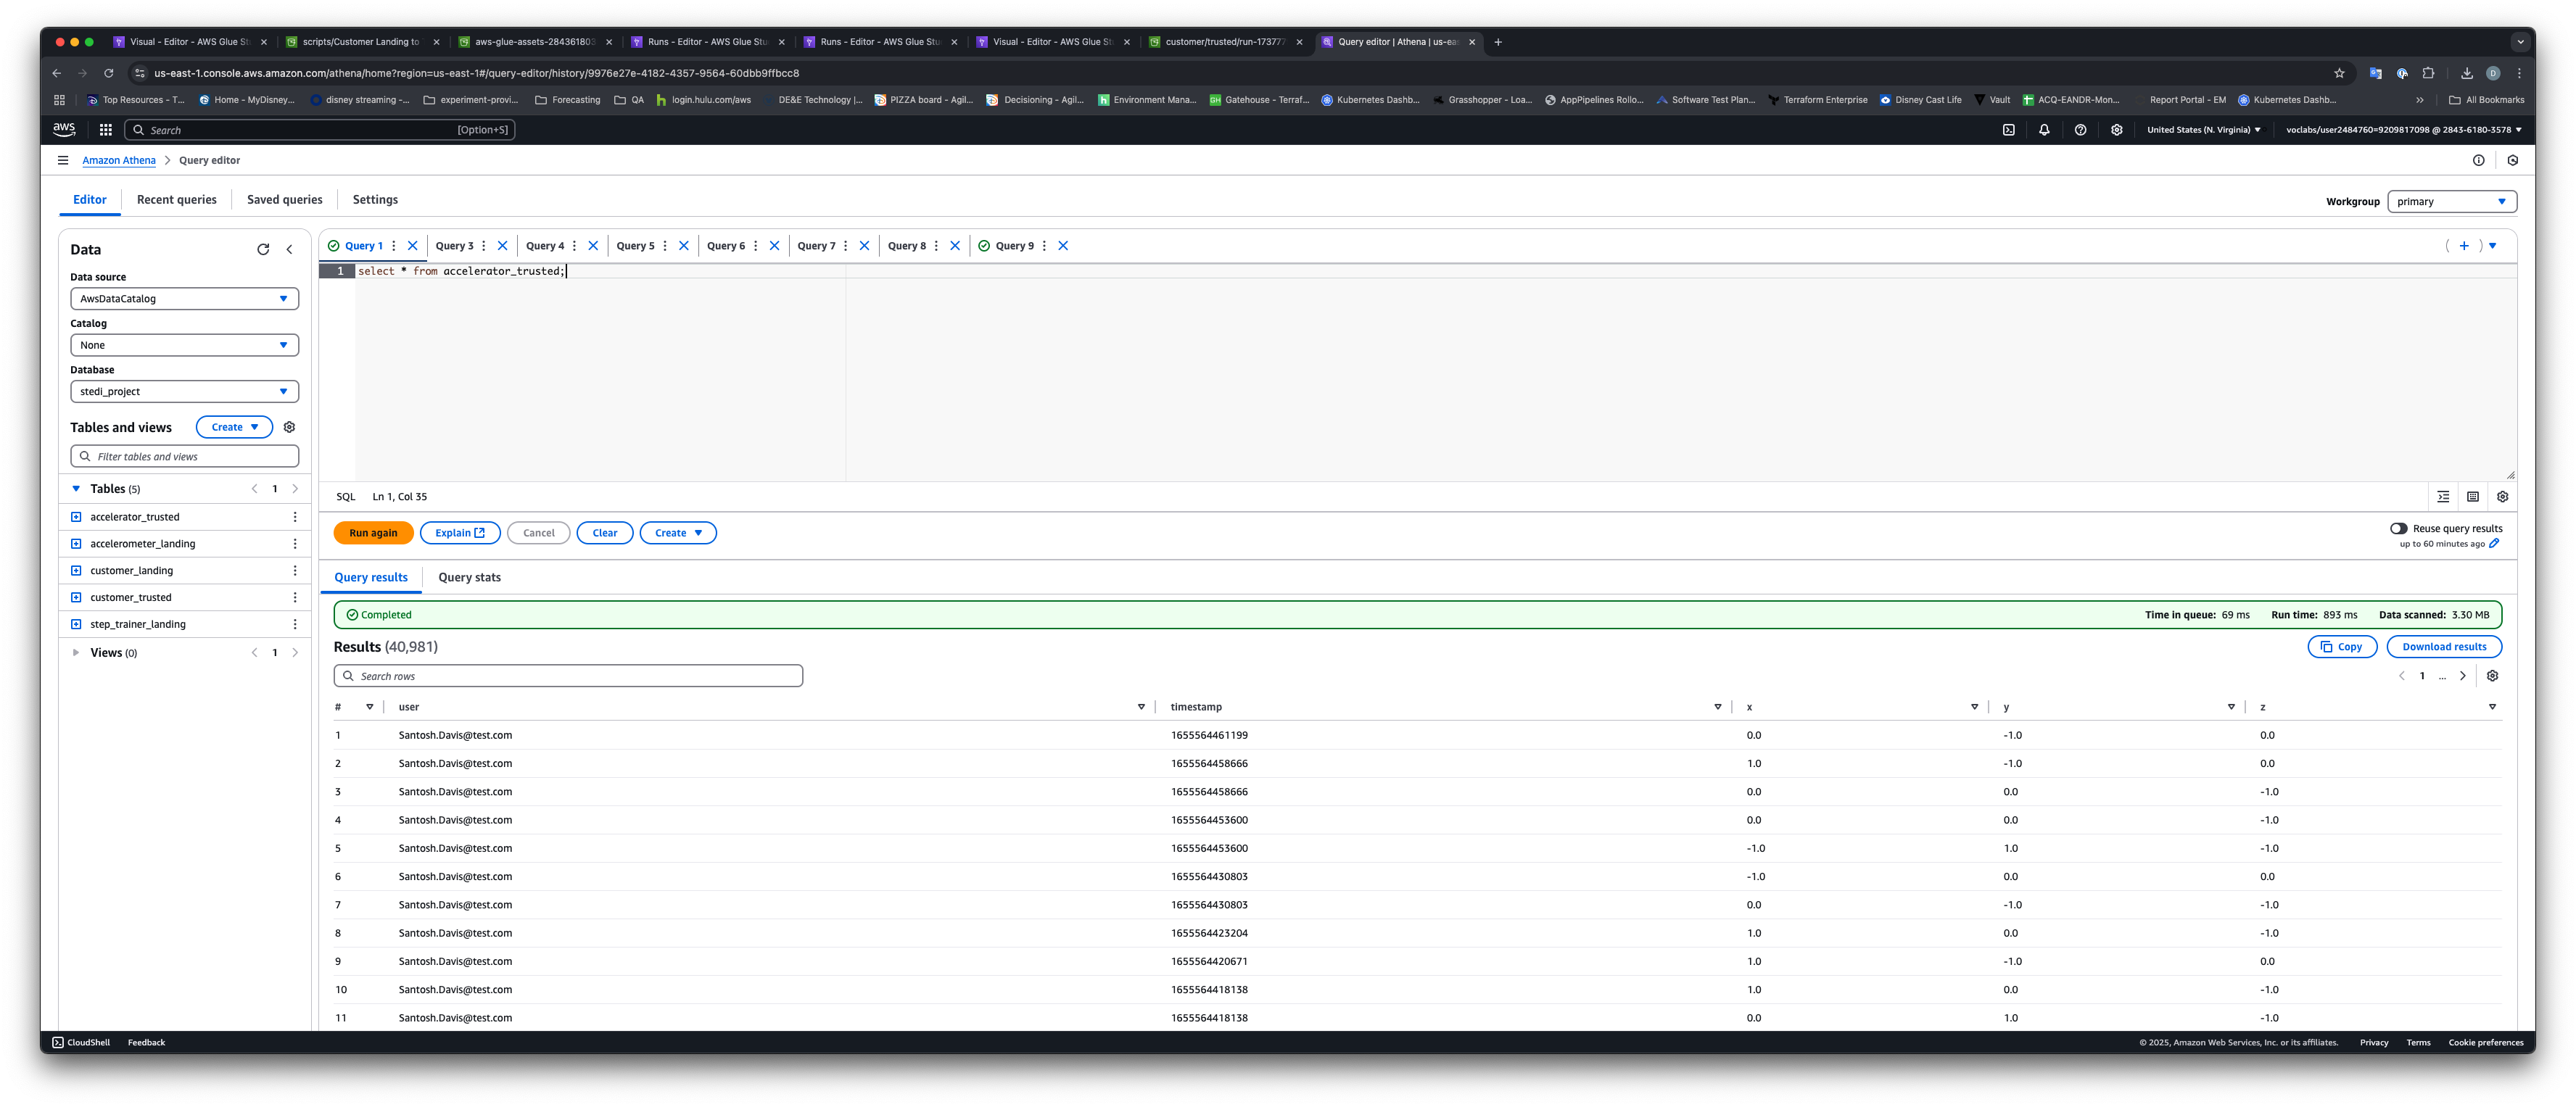 Visual - Editor - AWS Glue St
scripts/Customer Landing to
aws-glue-assets-284361803
Runs - Editor - AWS Glue Stu
Runs - Editor - AWS Glue Stu
Visual - Editor - AWS Glue St
customer/trusted/run-173777
Query editor | Athena | us-eas
us-east-1.console.aws.amazon.com/athena/home?region=us-east-1#/query-editor/history/9976e27e-4182-4357-9564-60dbb9ffbcc8
D
Top Resources - T...
Home - MyDisney...
disney streaming -...
experiment-provi...
Forecasting
QA
login.hulu.com/aws
DE&E Technology |...
PIZZA board - Agil...
Decisioning - Agil...
Environment Mana...
GH
Gatehouse - Terraf...
Kubernetes Dashb...
Grasshopper - Loa...
AppPipelines Rollo...
Software Test Plan...
Terraform Enterprise
Disney Cast Life
Vault
ACQ-EANDR-Mon...
Report Portal - EM
Kubernetes Dashb...
All Bookmarks
aws
Search
[Option+S]
United States (N. Virginia)
voclabs/user2484760=9209817098 @ 2843-6180-3578
Amazon Athena
Query editor
Editor
Recent queries
Saved queries
Settings
Workgroup
primary
Data
Data source
AwsDataCatalog
Catalog
None
Database
stedi_project
Tables and views
Create
Filter tables and views
Tables (5)
1
accelerator_trusted
accelerometer_landing
customer_landing
customer_trusted
step_trainer_landing
Views (0)
1
Query 1
Query 3
Query 4
Query 5
Query 6
Query 7
Query 8
Query 9
1 select * from accelerator_trusted;
SQL Ln 1, Col 35
Run again
Explain
Cancel
Clear
Create
Reuse query results
up to 60 minutes ago
Query results
Query stats
Completed
Time in queue: 69 ms
Run time: 893 ms
Data scanned: 3.30 MB
Results (40,981)
Copy
Download results
Search rows
1 ...
# user timestamp x y z
1 Santosh.Davis@test.com 1655564461199 0.0 -1.0 0.0
2 Santosh.Davis@test.com 1655564458666 1.0 -1.0 0.0
3 Santosh.Davis@test.com 1655564458666 0.0 0.0 -1.0
4 Santosh.Davis@test.com 1655564453600 0.0 0.0 -1.0
5 Santosh.Davis@test.com 1655564453600 -1.0 1.0 -1.0
6 Santosh.Davis@test.com 1655564430803 -1.0 0.0 0.0
7 Santosh.Davis@test.com 1655564430803 0.0 -1.0 -1.0
8 Santosh.Davis@test.com 1655564423204 1.0 0.0 -1.0
9 Santosh.Davis@test.com 1655564420671 1.0 -1.0 0.0
10 Santosh.Davis@test.com 1655564418138 1.0 0.0 -1.0
11 Santosh.Davis@test.com 1655564418138 0.0 1.0 -1.0
CloudShell
Feedback
© 2025, Amazon Web Services, Inc. or its affiliates.
Privacy
Terms
Cookie preferences